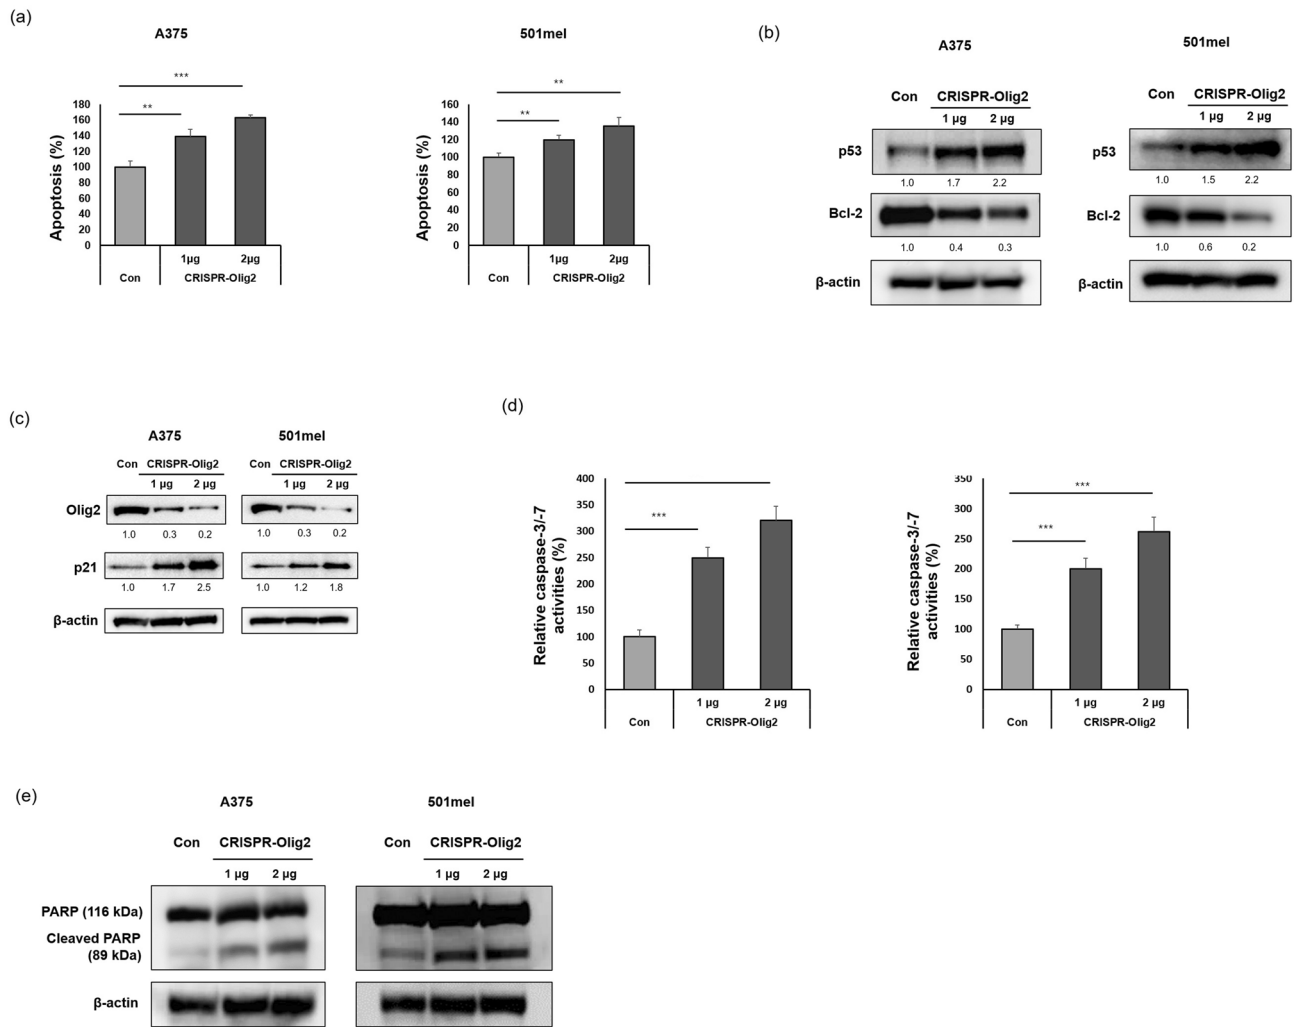 (a)
A375
***
**
Apoptosis (%)
180
160
140
120
100
80
60
40
20
0
1μg
2μg
Con
CRISPR-Olig2
501mel
**
**
Apoptosis (%)
160
140
120
100
80
60
40
20
0
1μg
2μg
Con
CRISPR-Olig2
(b)
A375
Con
CRISPR-Olig2
1 μg
2 μg
p53
1.0
1.7
2.2
Bcl-2
1.0
0.4
0.3
β-actin
501mel
Con
CRISPR-Olig2
1 μg
2 μg
p53
1.0
1.5
2.2
Bcl-2
1.0
0.6
0.2
β-actin
(c)
A375
501mel
Con
CRISPR-Olig2
Con
CRISPR-Olig2
1 μg
2 μg
1 μg
2 μg
Olig2
1.0
0.3
0.2
1.0
0.3
0.2
p21
1.0
1.7
2.5
1.0
1.2
1.8
β-actin
(d)
***
Relative caspase-3/-7
activities (%)
400
350
300
250
200
150
100
50
0
1 μg
2 μg
Con
CRISPR-Olig2
***
***
Relative caspase-3/-7
activities (%)
350
300
250
200
150
100
50
0
1 μg
2 μg
Con
CRISPR-Olig2
(e)
A375
501mel
Con
CRISPR-Olig2
Con
CRISPR-Olig2
1 μg
2 μg
1 μg
2 μg
PARP (116 kDa)
Cleaved PARP
(89 kDa)
β-actin